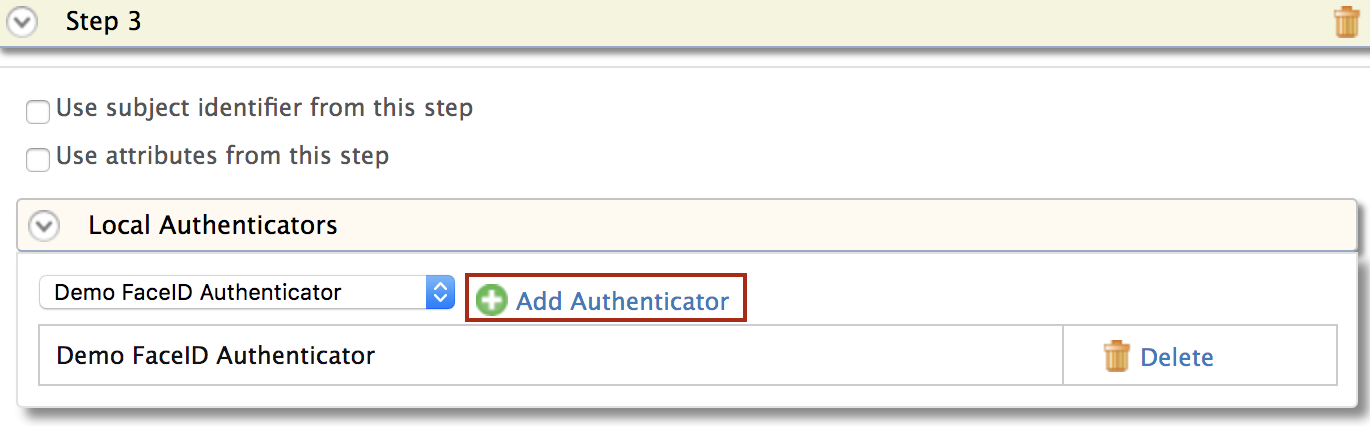 Step 3
Use subject identifier from this step
Use attributes from this step
Local Authenticators
Demo FaceID Authenticator
Add Authenticator
Demo FaceID Authenticator
Delete